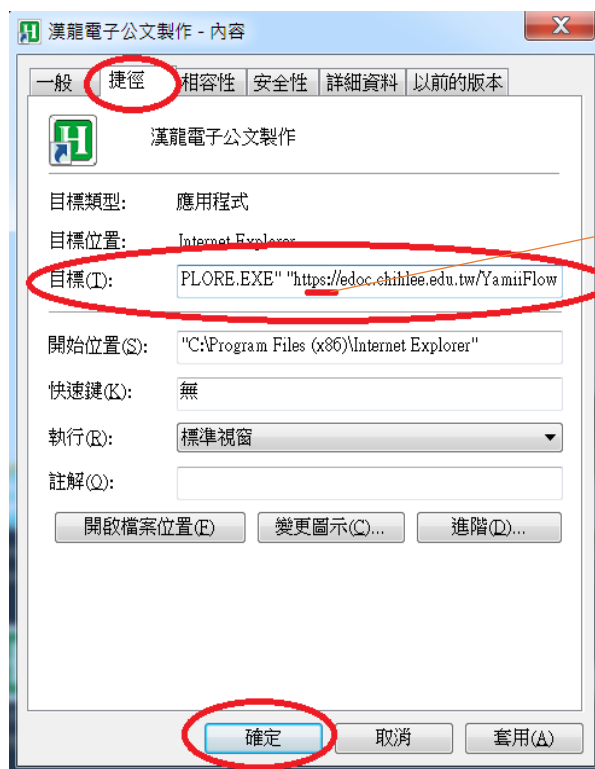 漢龍電子公文製作 - 內容
一般 捷徑 相容性 安全性 詳細資料 以前的版本
漢龍電子公文製作
目標類型: 應用程式
目標位置: Internet Explorer
目標(T): PLORE.EXE" "https://edoc.chihlee.edu.tw/YamiiFlow
開始位置(S): "C:\Program Files (x86)\Internet Explorer"
快速鍵(K): 無
執行(R): 標準視窗
註解(O):
開啟檔案位置(F) 變更圖示(C)... 進階(D)...
確定 取消 套用(A)